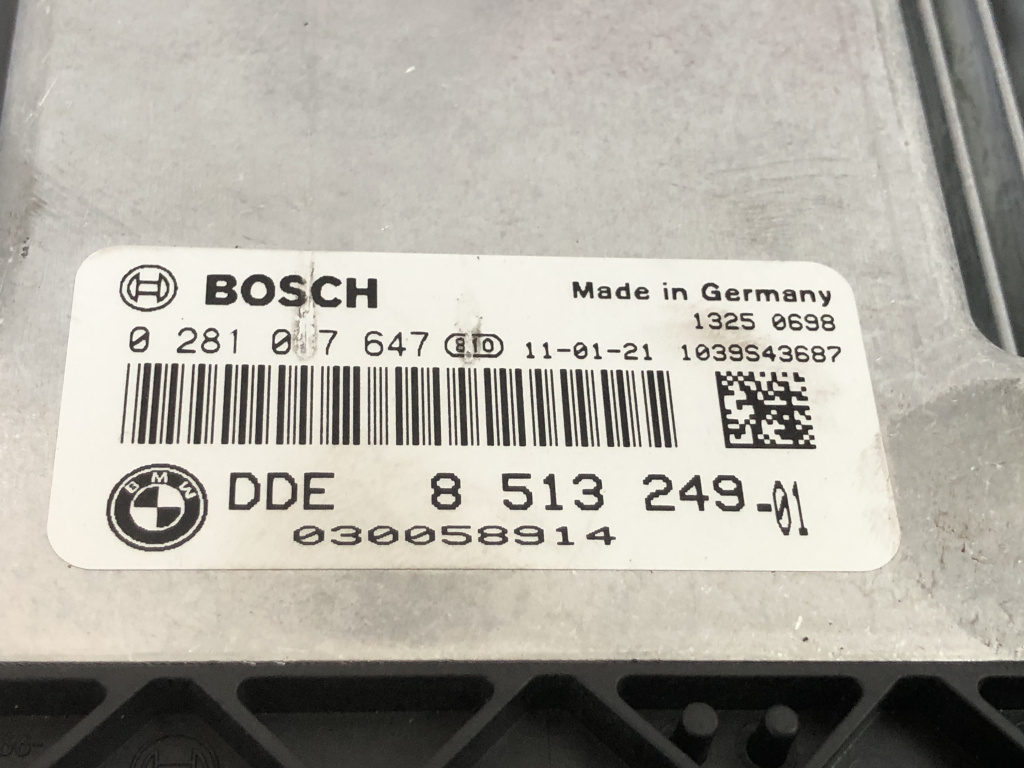 BOSCH
Made in Germany
1325 0698
0 281 017 647 810 11-01-21 1039S43687
BMW
DDE 8 513 249-01
030058914